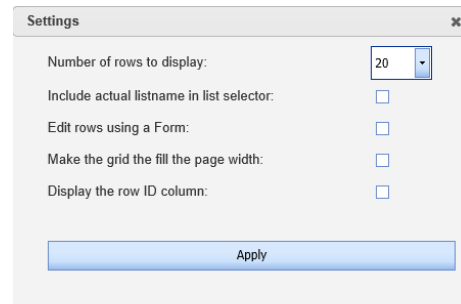 Settings
Number of rows to display: 20
Include actual listname in list selector:
Edit rows using a Form:
Make the grid the fill the page width:
Display the row ID column:
Apply